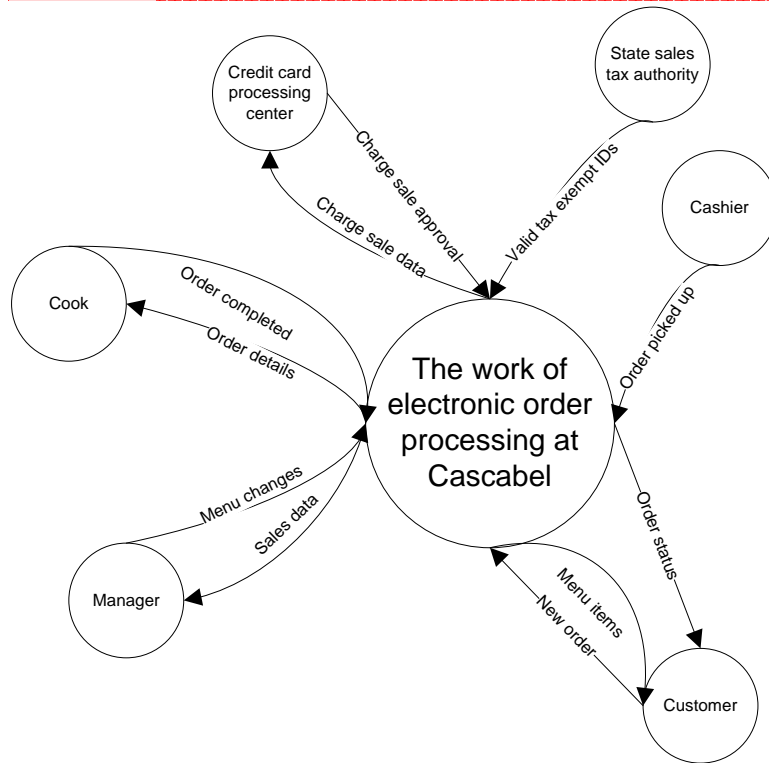 State sales
tax authority
Credit card
processing
center
Charge sale approval
Charge sale data
Valid tax exempt IDs
Cashier
Order picked up
Cook
Order completed
Order details
The work of
electronic order
processing at
Cascabel
Menu changes
Sales data
Manager
Order status
Menu items
New order
Customer